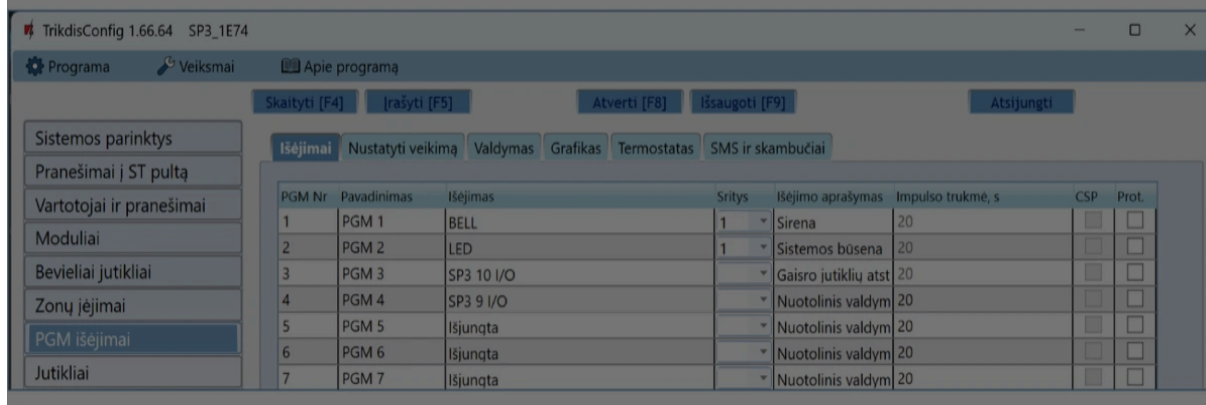 TrikdisConfig 1.66.64 SP3_1E74
Programa Veiksmai Apie programą
Skaityti [F4] Įrašyti [F5] Atverti [F8] Išsaugoti [F9] Atsijungti
Sistemos parinktys
Pranešimai į ST pultą
Vartotojai ir pranešimai
Moduliai
Bevieliai jutikliai
Zonų įėjimai
PGM išėjimai
Jutikliai
Išėjimai Nustatyti veikimą Valdymas Grafikas Termostatas SMS ir skambučiai
PGM Nr Pavadinimas Išėjimas Sritys Išėjimo aprašymas Impulso trukmė, s CSP Prot.
1 PGM 1 BELL 1 Sirena 20
2 PGM 2 LED 1 Sistemos būsena 20
3 PGM 3 SP3 10 I/O Gaisro jutiklių atst 20
4 PGM 4 SP3 9 I/O Nuotolinis valdym 20
5 PGM 5 Išjungta Nuotolinis valdym 20
6 PGM 6 Išjungta Nuotolinis valdym 20
7 PGM 7 Išjungta Nuotolinis valdym 20